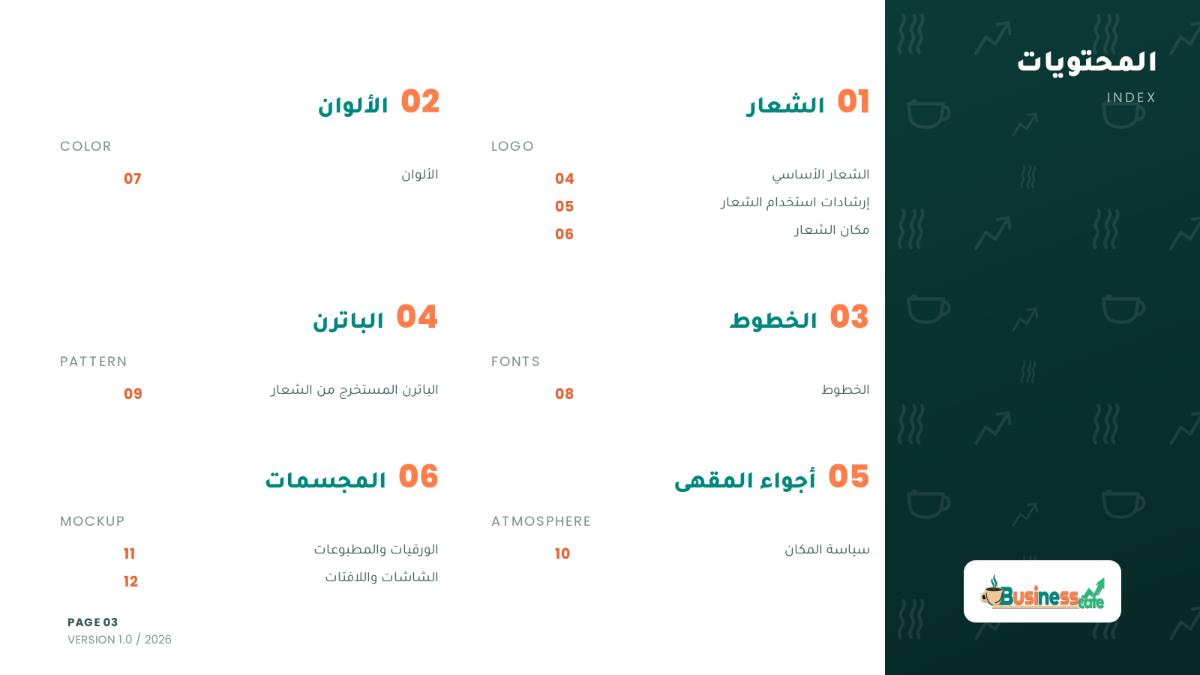 المحتويات
INDEX
01 الشعار
LOGO
الشعار الأساسي 04
إرشادات استخدام الشعار 05
مكان الشعار 06
02 الألوان
COLOR
الألوان 07
03 الخطوط
FONTS
الخطوط 08
04 الباترن
PATTERN
الباترن المستخرج من الشعار 09
05 أجواء المقهى
ATMOSPHERE
سياسة المكان 10
06 المجسمات
MOCKUP
الورقيات والمطبوعات 11
الشاشات واللافتات 12
PAGE 03
VERSION 1.0 / 2026
Business cafe